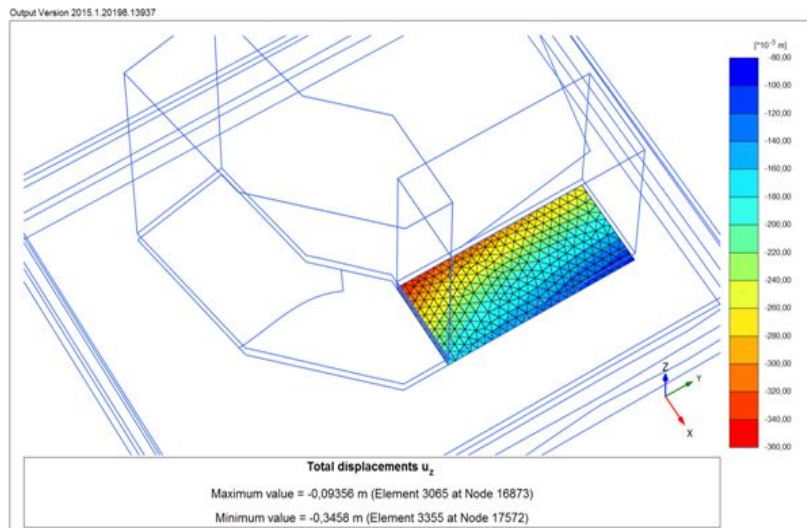 Output Version 2015.1.20198.13937
[*10-3 m]
-80,00
-100,00
-120,00
-140,00
-160,00
-180,00
-200,00
-220,00
-240,00
-260,00
-280,00
-300,00
-320,00
-340,00
-360,00
Z
Y
X
Total displacements uz
Maximum value = -0,09356 m (Element 3065 at Node 16873)
Minimum value = -0,3458 m (Element 3355 at Node 17572)